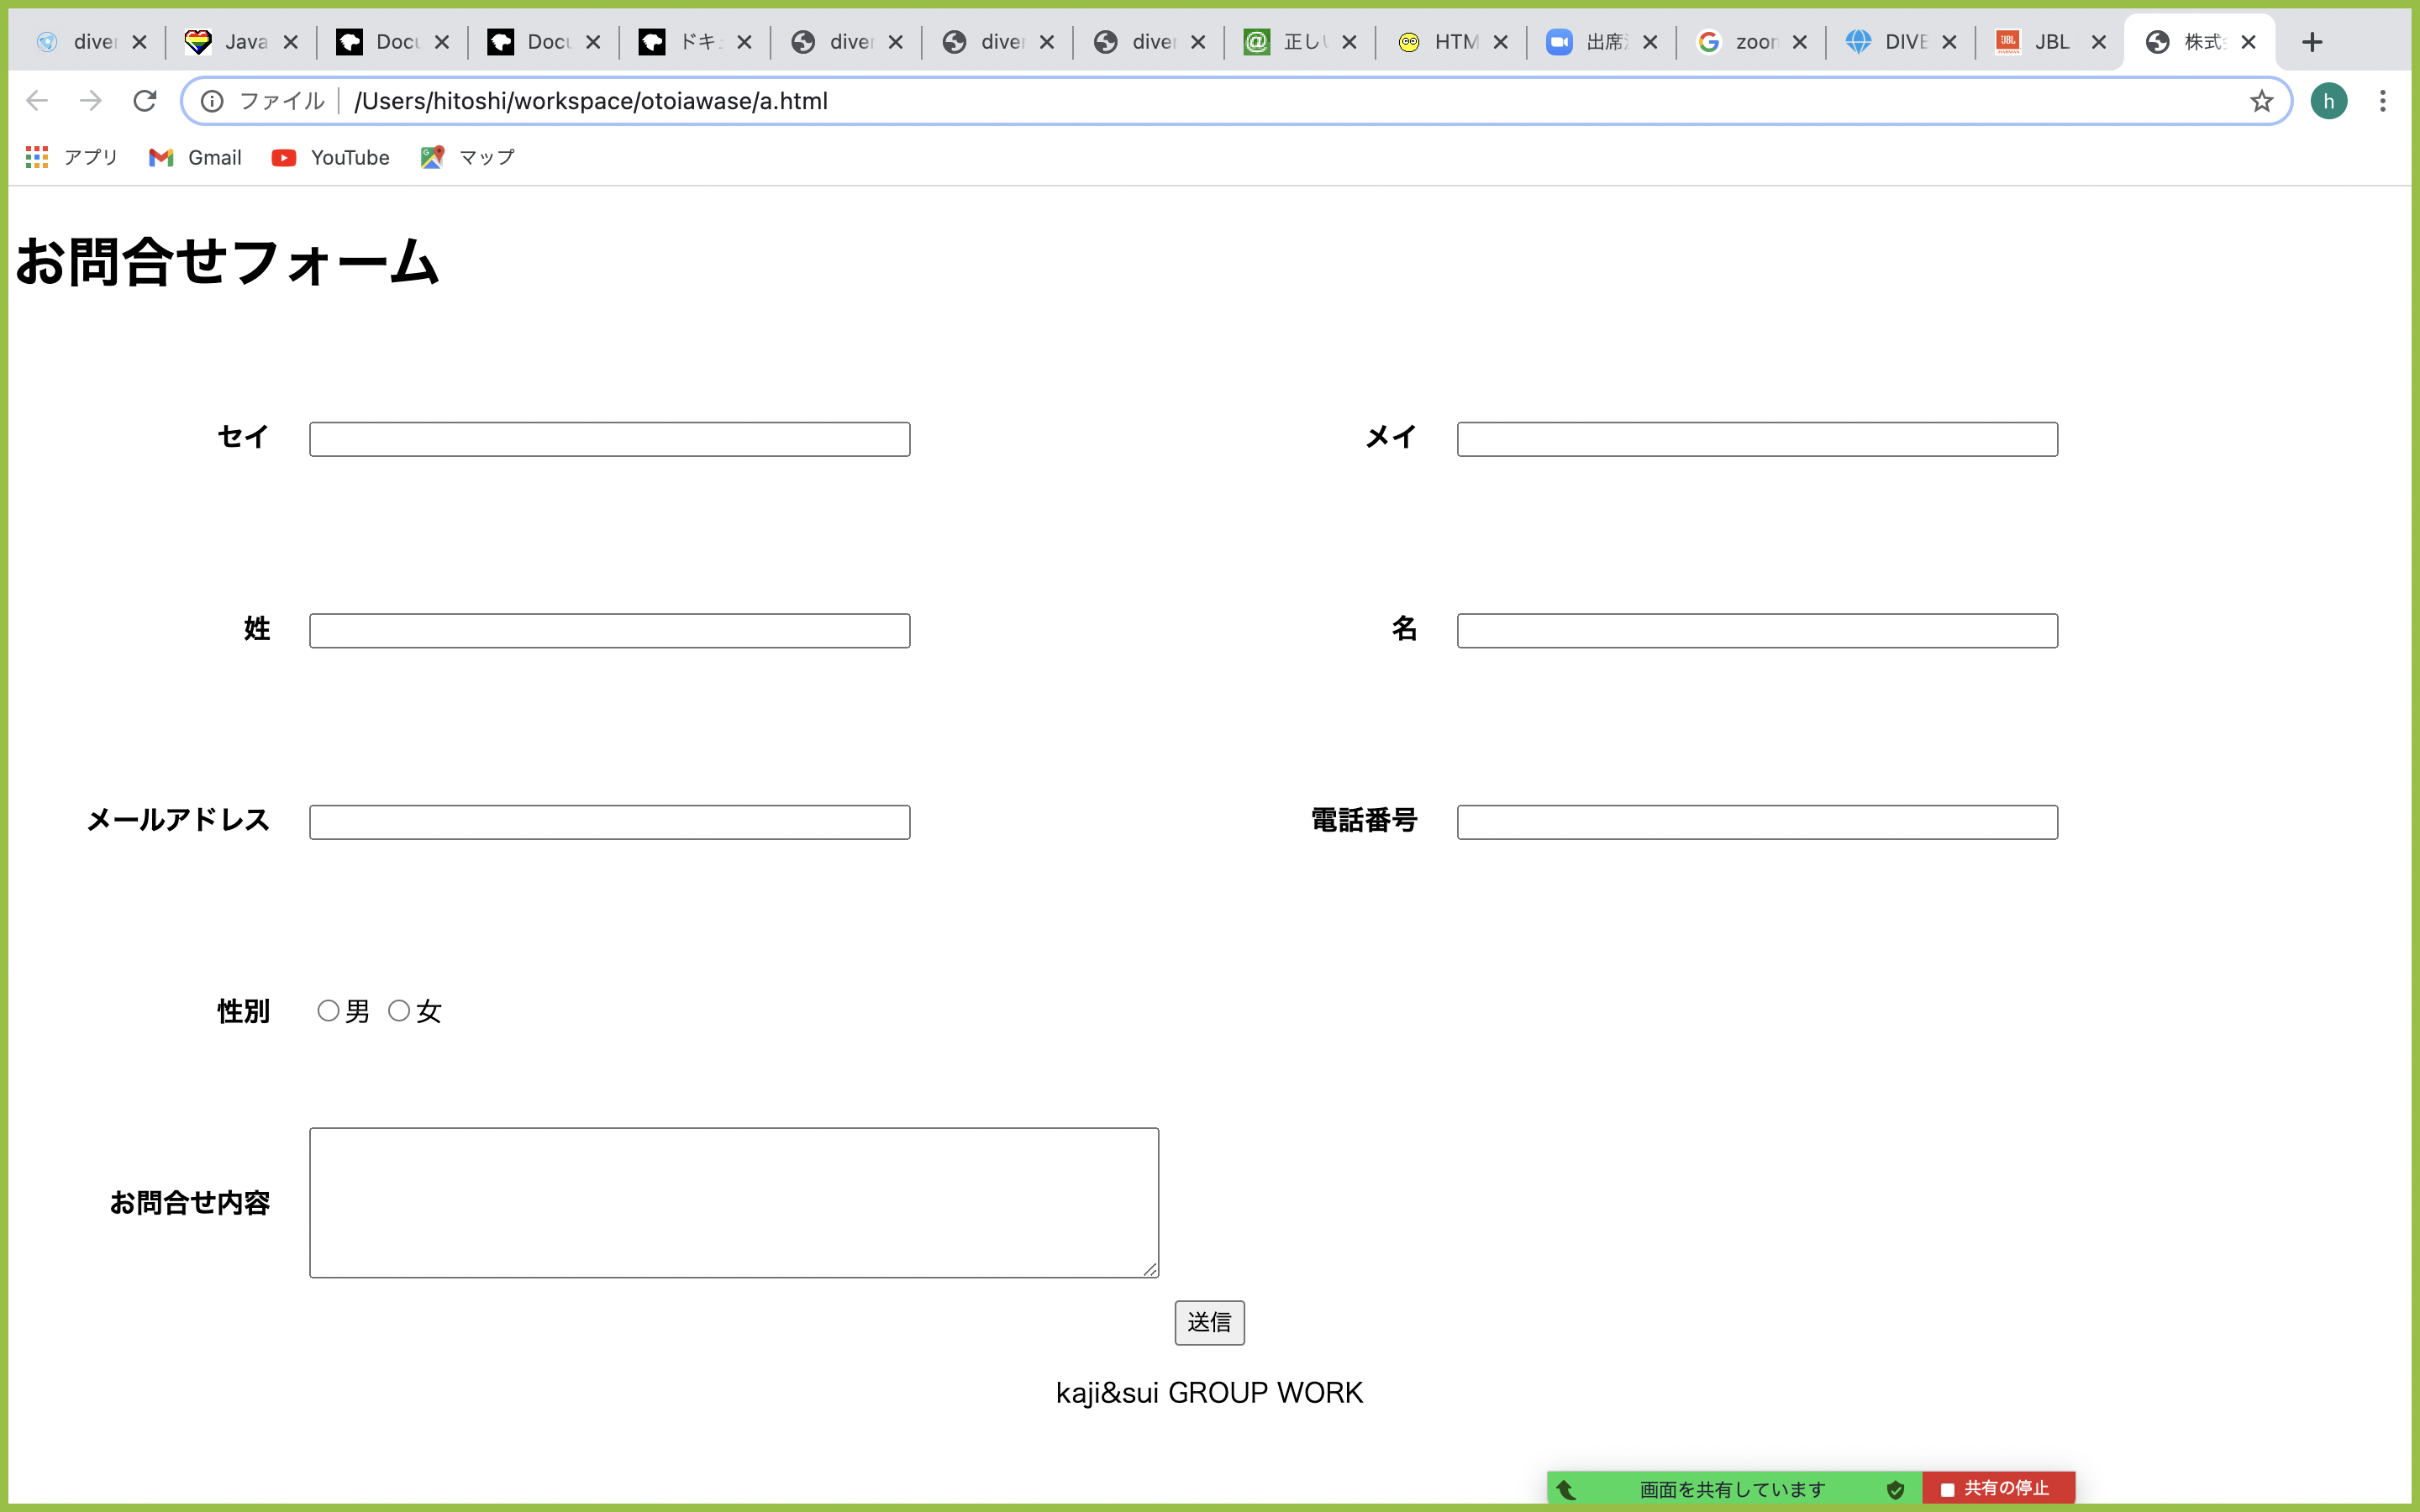 diver Java Docu Docu ドキュ diver diver diver 正し HTM 出席 zoom DIVE JBL 株式会
ファイル /Users/hitoshi/workspace/otoiawase/a.html h
アプリ Gmail YouTube マップ
お問合せフォーム
セイ メイ
姓 名
メールアドレス 電話番号
性別 男 女
お問合せ内容
送信
kaji&sui GROUP WORK
画面を共有しています 共有の停止